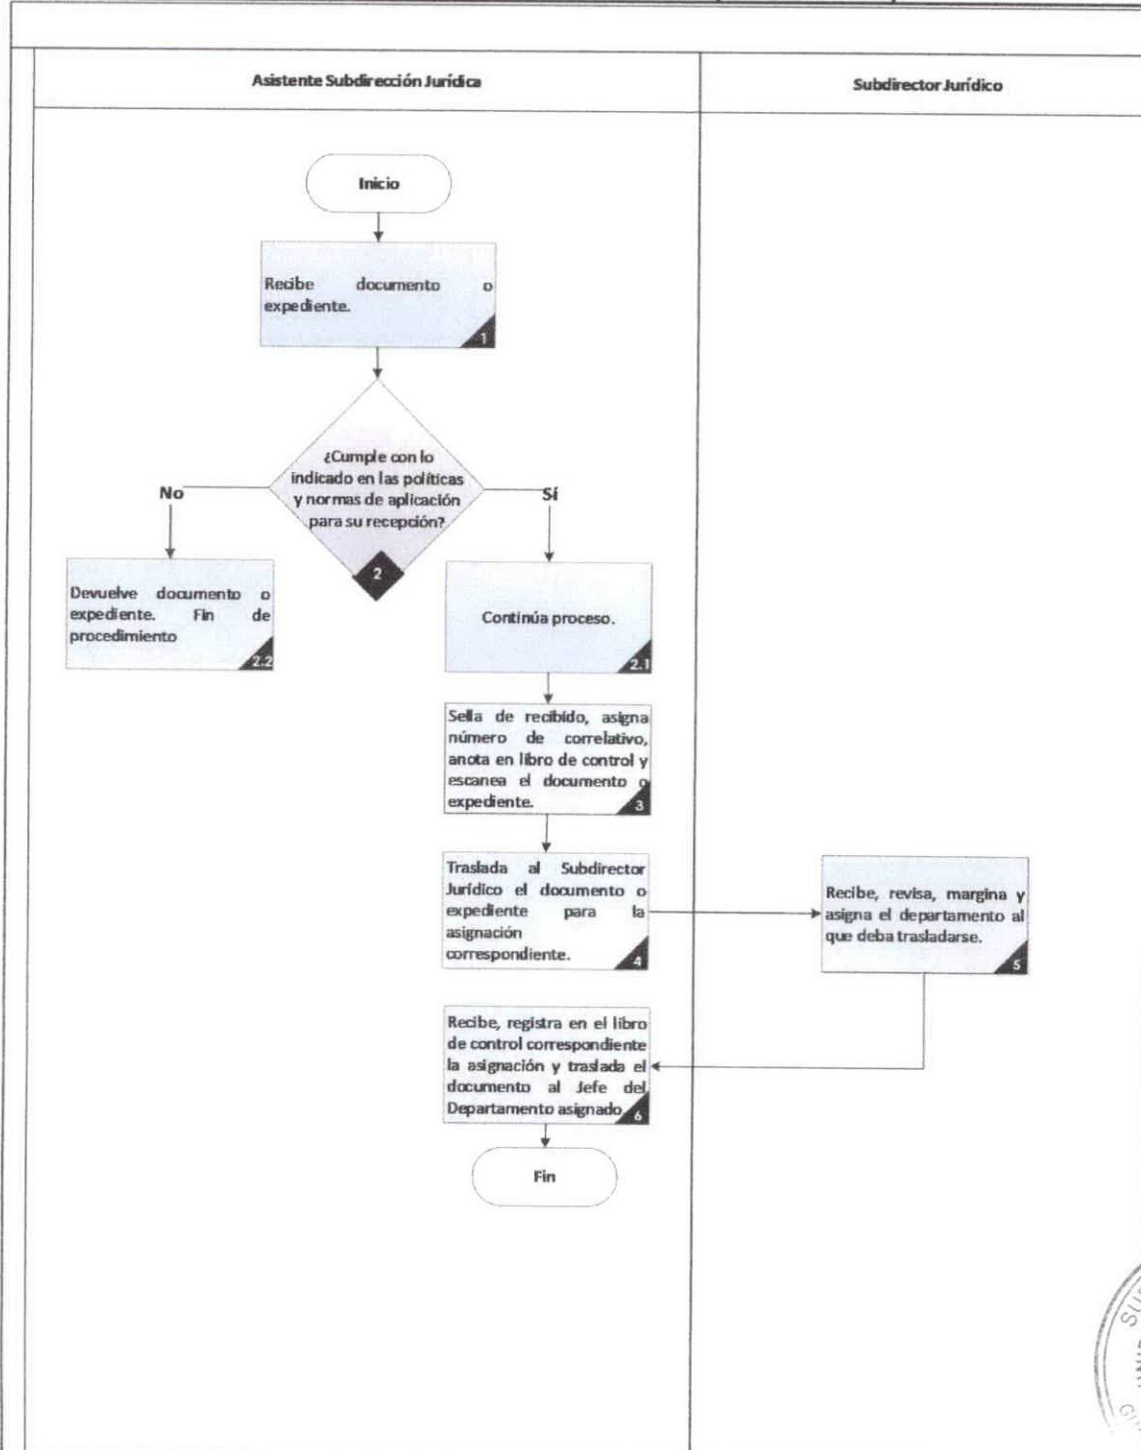 Asistente Subdirección Jurídica
Subdirector Jurídico
Inicio
Recibe documento o
expediente.
1
¿Cumple con lo
indicado en las políticas
y normas de aplicación
para su recepción?
2
No
Sí
Devuelve documento o
expediente. Fin de
procedimiento
2.2
Continúa proceso.
2.1
Sella de recibido, asigna
número de correlativo,
anota en libro de control y
escanea el documento o
expediente.
3
Traslada al Subdirector
Jurídico el documento o
expediente para la
asignación
correspondiente.
4
Recibe, revisa, margina y
asigna el departamento al
que deba trasladarse.
5
Recibe, registra en el libro
de control correspondiente
la asignación y traslada el
documento al Jefe del
Departamento asignado
6
Fin